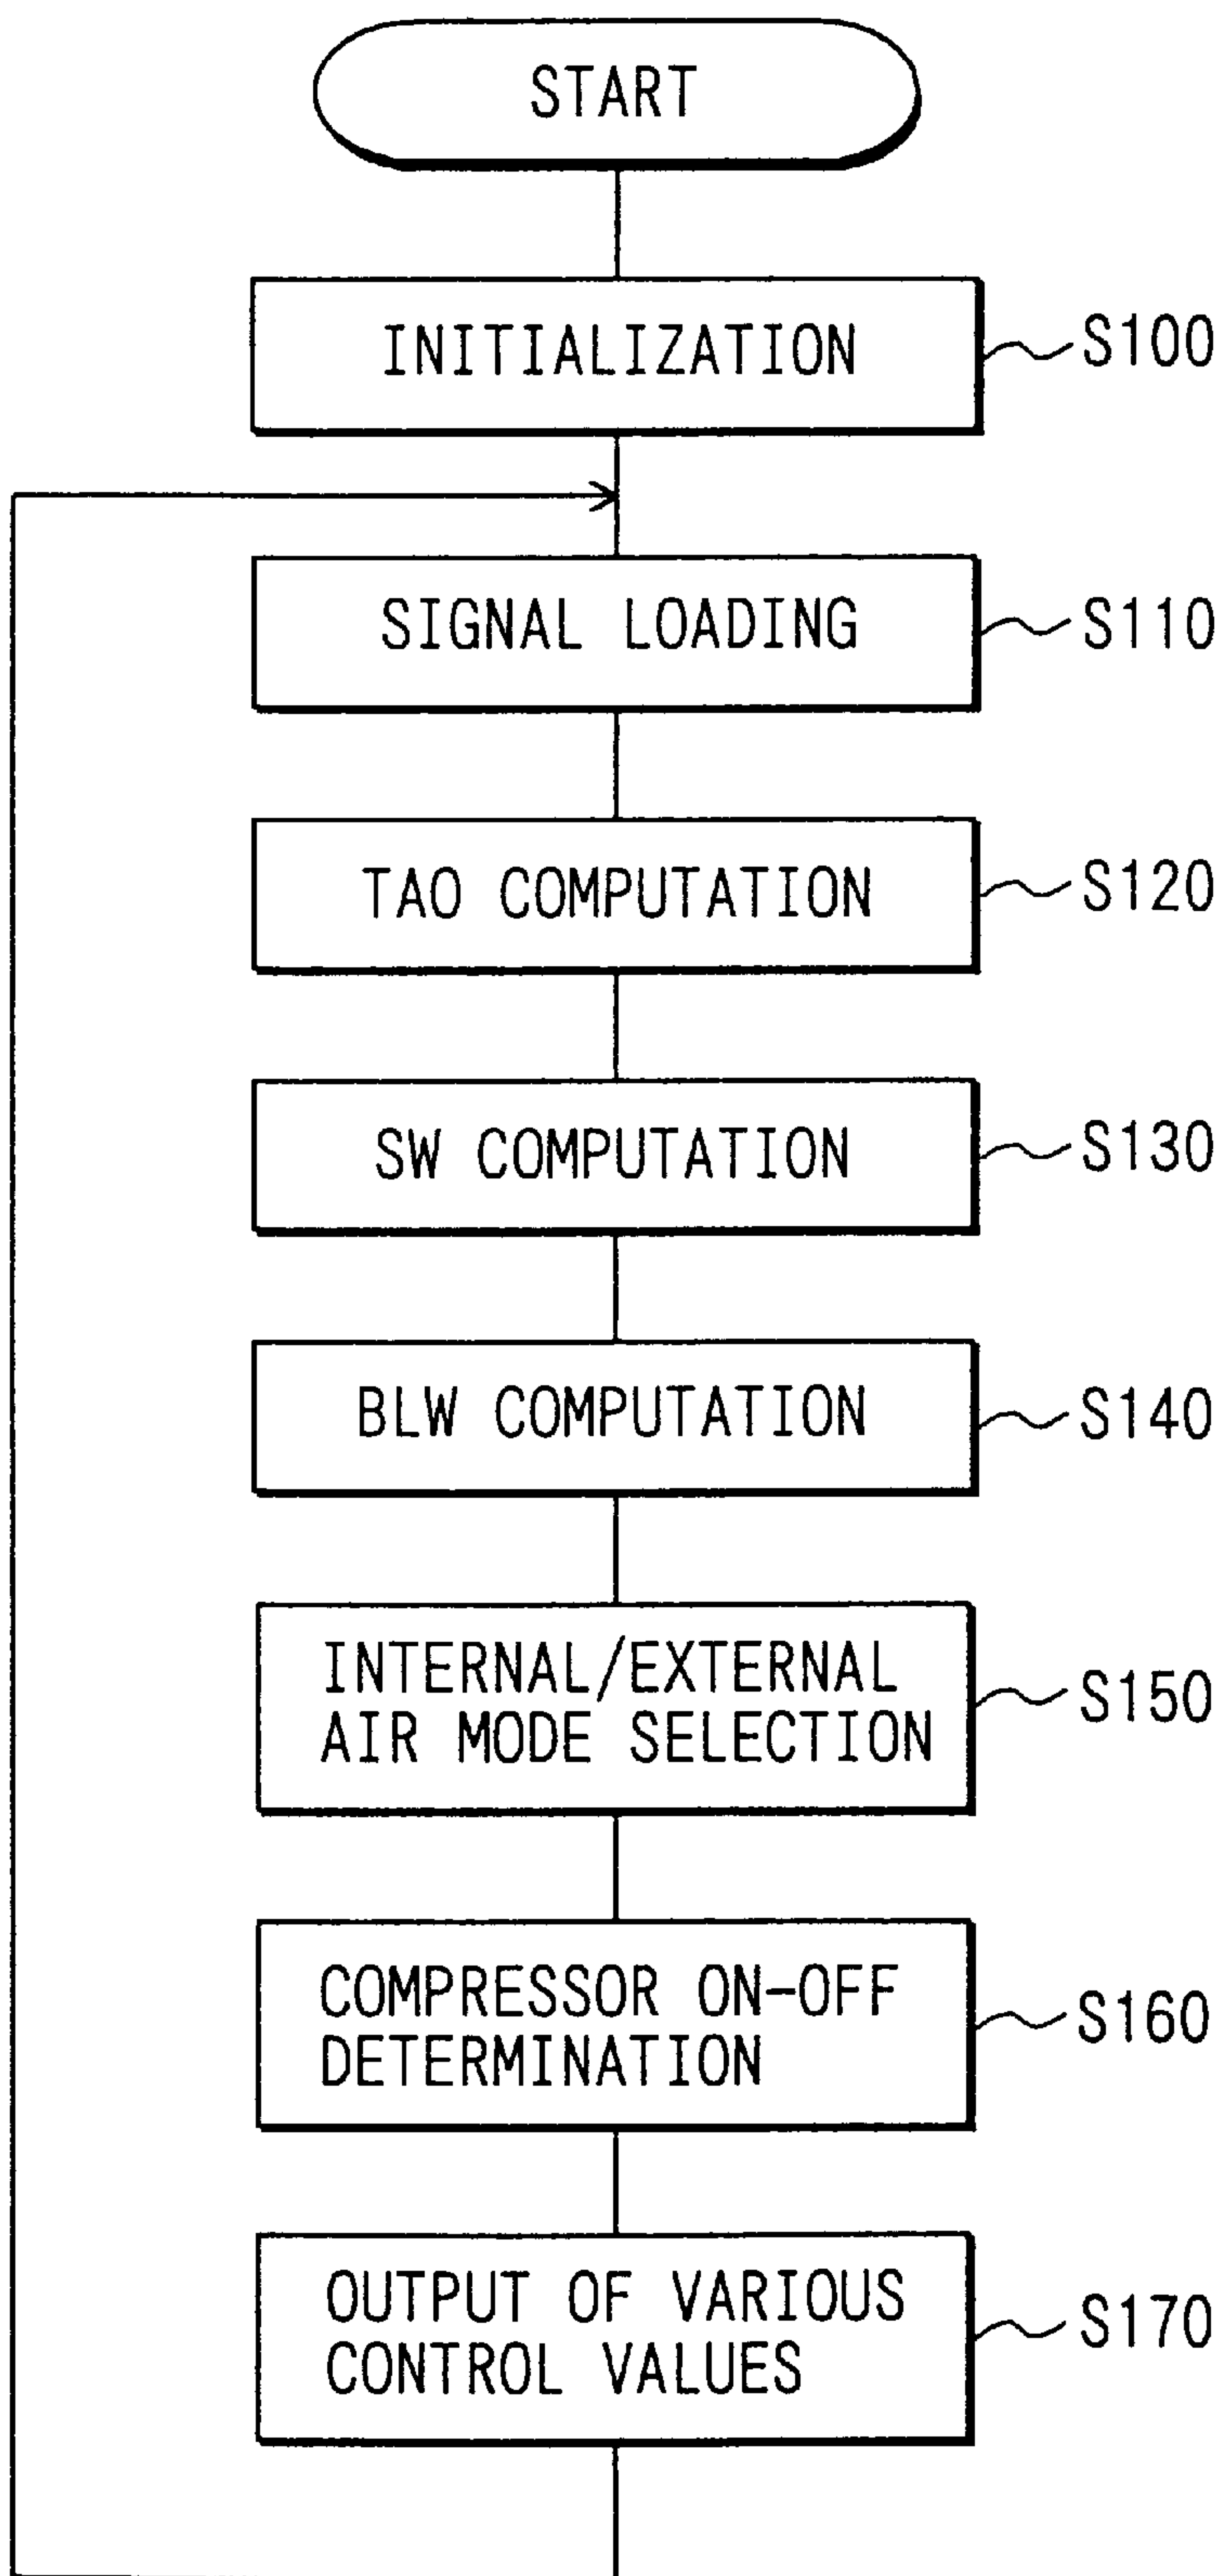 START
INITIALIZATION
S100
SIGNAL LOADING
S110
TAO COMPUTATION
S120
SW COMPUTATION
S130
BLW COMPUTATION
S140
INTERNAL/EXTERNAL
AIR MODE SELECTION
S150
COMPRESSOR ON-OFF
DETERMINATION
S160
OUTPUT OF VARIOUS
CONTROL VALUES
S170